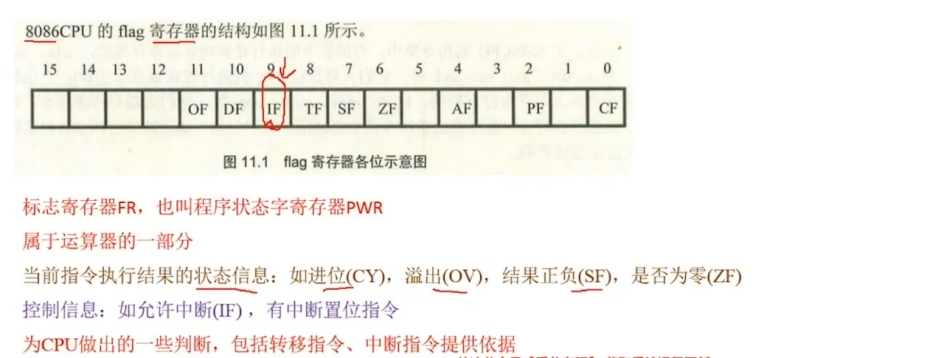 8086CPU 的 flag 寄存器的结构如图 11.1 所示。
15 14 13 12 11 10 9 8 7 6 5 4 3 2 1 0
OF DF IF TF SF ZF AF PF CF
图 11.1 flag 寄存器各位示意图
标志寄存器FR，也叫程序状态字寄存器PWR
属于运算器的一部分
当前指令执行结果的状态信息：如进位(CY)，溢出(OV)，结果正负(SF)，是否为零(ZF)
控制信息：如允许中断(IF)，有中断置位指令
为CPU做出的一些判断，包括转移指令、中断指令提供依据